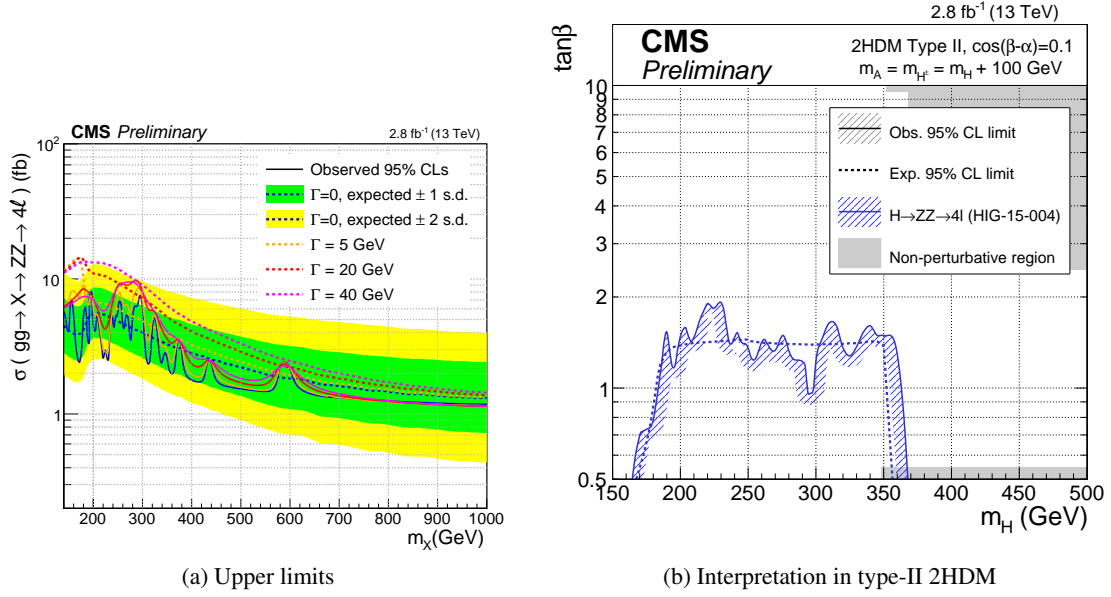 CMS Preliminary
2.8 fb⁻¹ (13 TeV)
σ ( gg→ X→ ZZ→ 4ℓ ) (fb)
10²
10
1
Observed 95% CLs
Γ=0, expected ± 1 s.d.
Γ=0, expected ± 2 s.d.
Γ = 5 GeV
Γ = 20 GeV
Γ = 40 GeV
200 300 400 500 600 700 800 900 1000
m_X(GeV)
(a) Upper limits
2.8 fb⁻¹ (13 TeV)
CMS
Preliminary
2HDM Type II, cos(β-α)=0.1
m_A = m_H± = m_H + 100 GeV
tanβ
10
9
8
7
6
5
4
3
2
1
0.5
Obs. 95% CL limit
Exp. 95% CL limit
H→ZZ→4l (HIG-15-004)
Non-perturbative region
150 200 250 300 350 400 450 500
m_H (GeV)
(b) Interpretation in type-II 2HDM